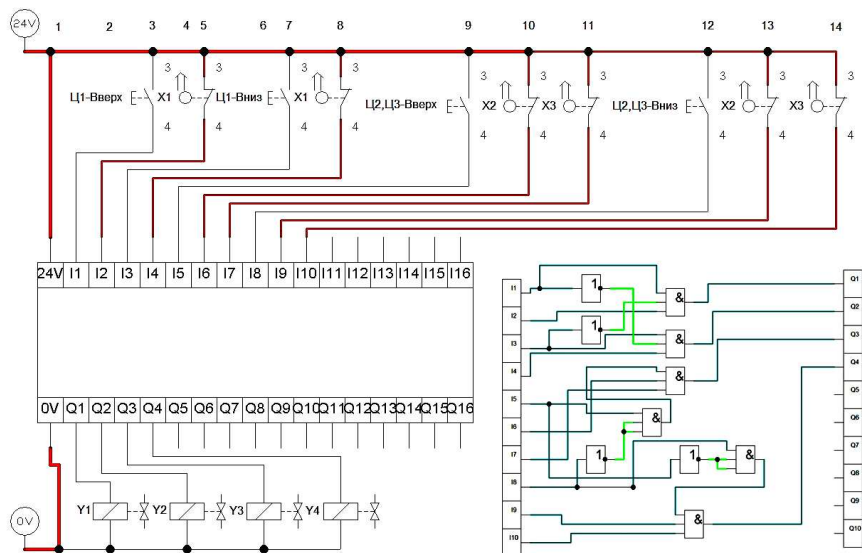 24V 1 2 3 4 5 6 7 8 9 10 11 12 13 14
3 3 3 3 3 3 3 3 3 3
Ц1-Вверх X1 Ц1-Вниз X1 Ц2,Ц3-Вверх X2 X3 Ц2,Ц3-Вниз X2 X3
4 4 4 4 4 4 4 4 4 4
24V I1 I2 I3 I4 I5 I6 I7 I8 I9 I10 I11 I12 I13 I14 I15 I16
0V Q1 Q2 Q3 Q4 Q5 Q6 Q7 Q8 Q9 Q10 Q11 Q12 Q13 Q14 Q15 Q16
Y1 Y2 Y3 Y4
0V
I1
I2
I3
I4
I5
I6
I7
I8
I9
I10
1
&
1
&
&
&
1
1
&
&
Q1
Q2
Q3
Q4
Q5
Q6
Q7
Q8
Q9
Q10